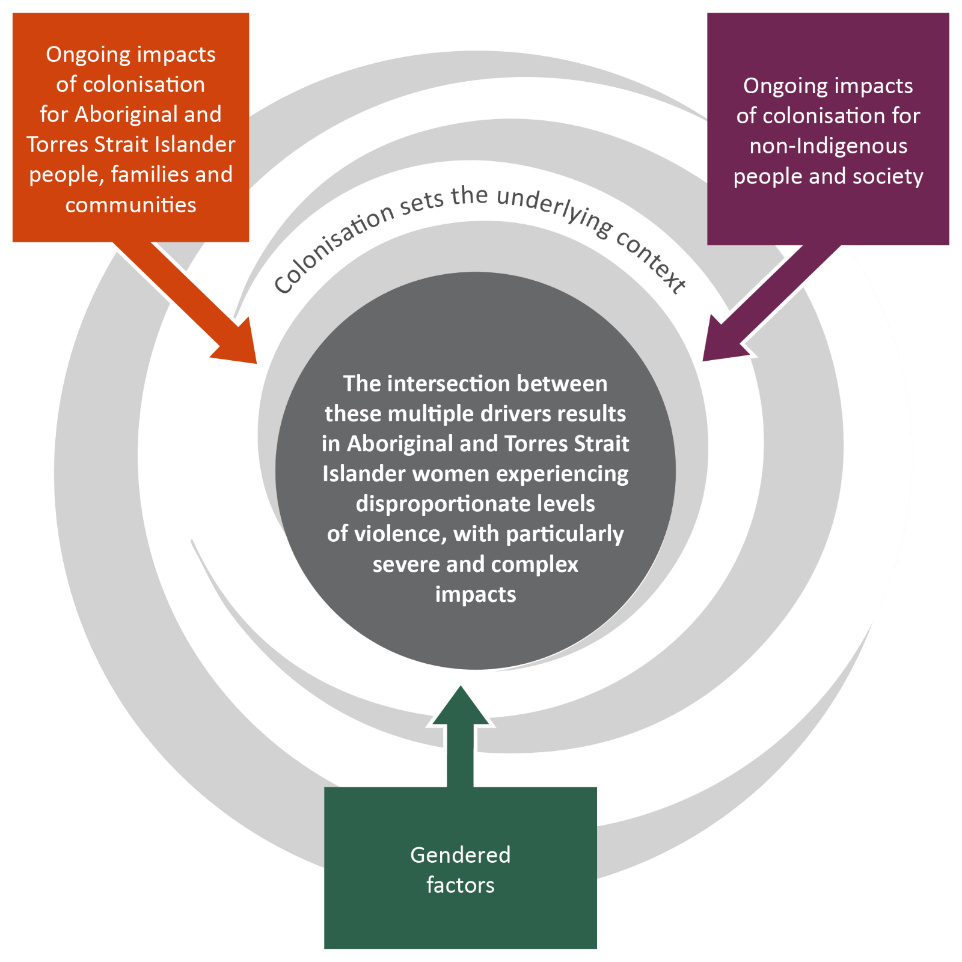 Ongoing impacts
of colonisation
for Aboriginal and
Torres Strait Islander
people, families and
communities
Ongoing impacts
of colonisation for
non-Indigenous
people and society
Colonisation sets the underlying context
The intersection between
these multiple drivers results
in Aboriginal and Torres Strait
Islander women experiencing
disproportionate levels
of violence, with particularly
severe and complex
impacts
Gendered
factors